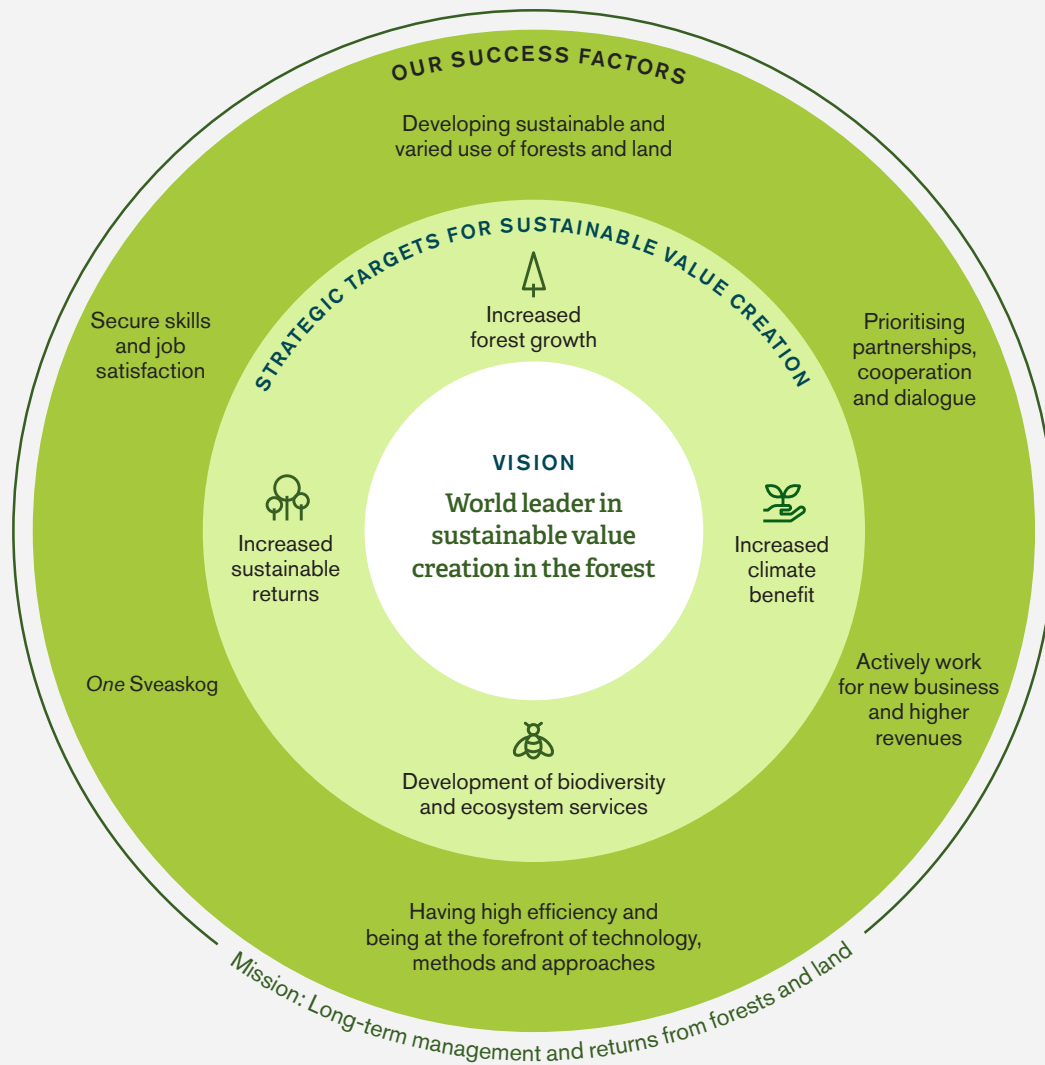 OUR SUCCESS FACTORS
Developing sustainable and
varied use of forests and land
STRATEGIC TARGETS FOR SUSTAINABLE VALUE CREATION
Increased
forest growth
Secure skills
and job
satisfaction
Prioritising
partnerships,
cooperation
and dialogue
VISION
World leader in
sustainable value
creation in the forest
Increased
sustainable
returns
Increased
climate
benefit
One Sveaskog
Actively work
for new business
and higher
revenues
Development of biodiversity
and ecosystem services
Having high efficiency and
being at the forefront of technology,
methods and approaches
Mission: Long-term management and returns from forests and land